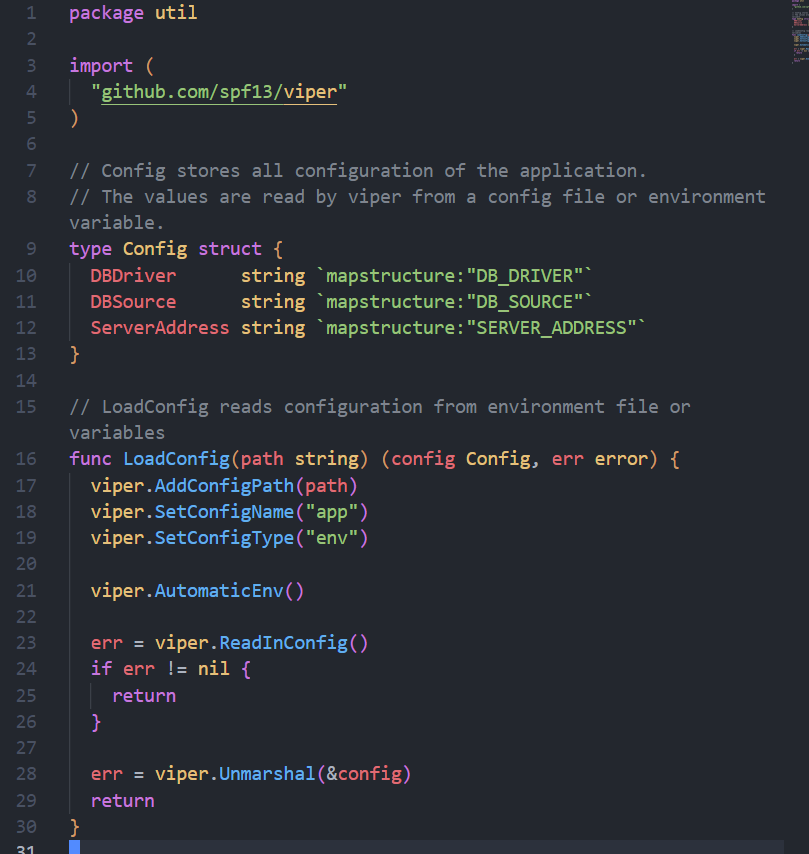 1 package util
2
3 import (
4   "github.com/spf13/viper"
5 )
6
7 // Config stores all configuration of the application.
8 // The values are read by viper from a config file or environment
variable.
9 type Config struct {
10   DBDriver      string `mapstructure:"DB_DRIVER"`
11   DBSource      string `mapstructure:"DB_SOURCE"`
12   ServerAddress string `mapstructure:"SERVER_ADDRESS"`
13 }
14
15 // LoadConfig reads configuration from environment file or
variables
16 func LoadConfig(path string) (config Config, err error) {
17   viper.AddConfigPath(path)
18   viper.SetConfigName("app")
19   viper.SetConfigType("env")
20
21   viper.AutomaticEnv()
22
23   err = viper.ReadInConfig()
24   if err != nil {
25     return
26   }
27
28   err = viper.Unmarshal(&config)
29   return
30 }
31